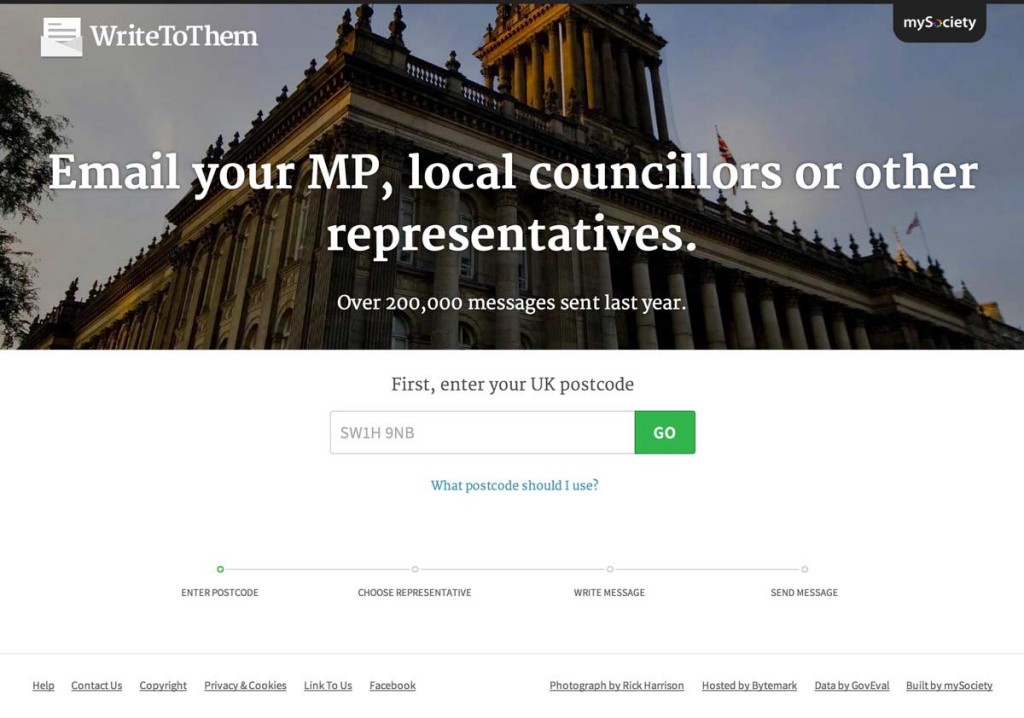 WriteToThem
mySociety
Email your MP, local councillors or other
representatives.
Over 200,000 messages sent last year.
First, enter your UK postcode
SW1H 9NB
GO
What postcode should I use?
ENTER POSTCODE
CHOOSE REPRESENTATIVE
WRITE MESSAGE
SEND MESSAGE
Help Contact Us Copyright Privacy & Cookies Link To Us Facebook
Photograph by Rick Harrison Hosted by Bytemark Data by GovEval Built by mySociety